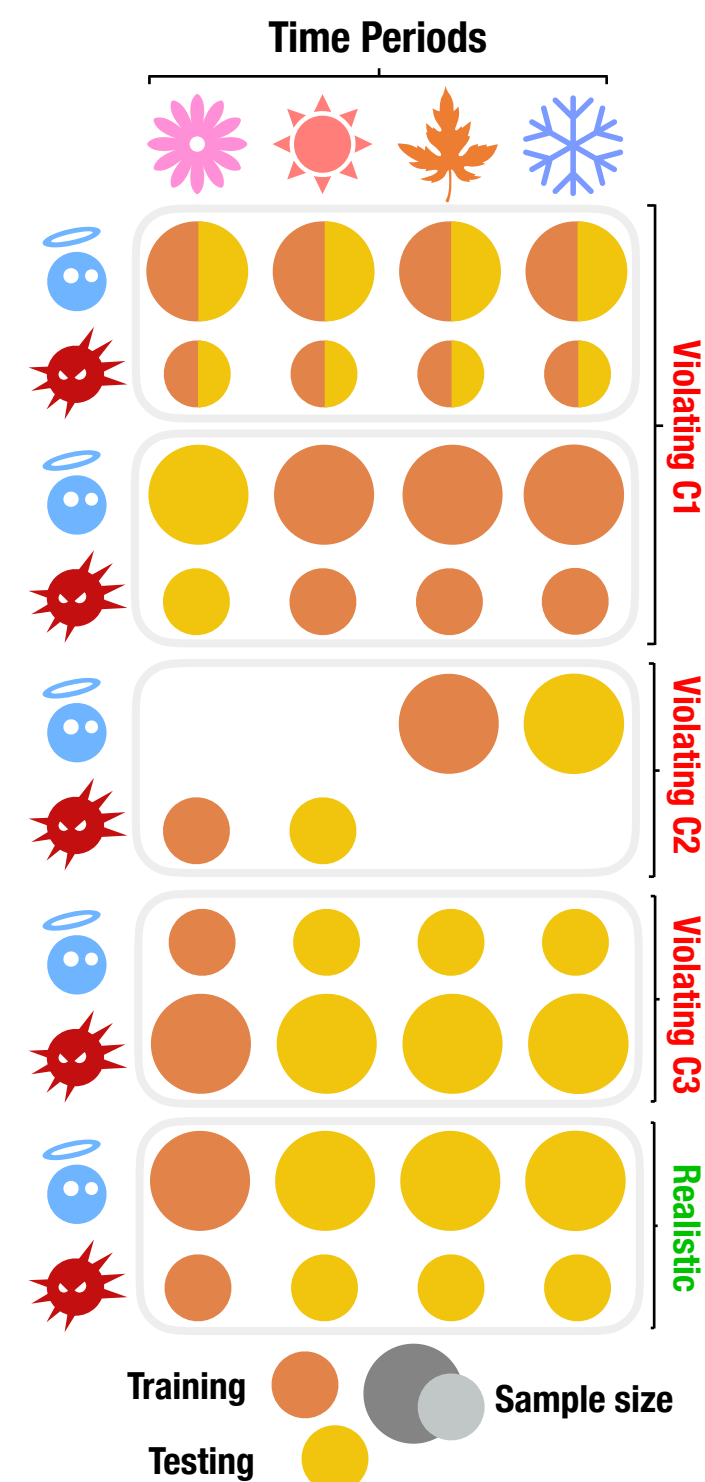 Time Periods
Violating C1
Violating C2
Violating C3
Realistic
Training
Sample size
Testing